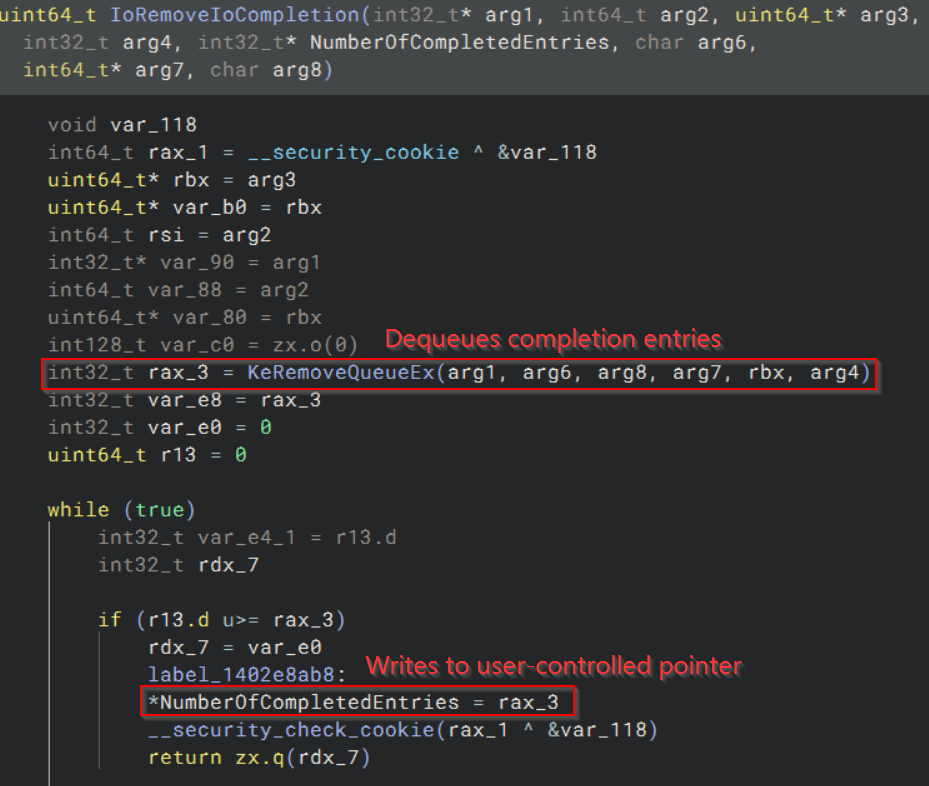 uint64_t IoRemoveIoCompletion(int32_t* arg1, int64_t arg2, uint64_t* arg3,
int32_t arg4, int32_t* NumberOfCompletedEntries, char arg6,
int64_t* arg7, char arg8)
void var_118
int64_t rax_1 = __security_cookie ^ &var_118
uint64_t* rbx = arg3
uint64_t* var_b0 = rbx
int64_t rsi = arg2
int32_t* var_90 = arg1
int64_t var_88 = arg2
uint64_t* var_80 = rbx
int128_t var_c0 = zx.o(0)
Dequeues completion entries
int32_t rax_3 = KeRemoveQueueEx(arg1, arg6, arg8, arg7, rbx, arg4)
int32_t var_e8 = rax_3
int32_t var_e0 = 0
uint64_t r13 = 0
while (true)
int32_t var_e4_1 = r13.d
int32_t rdx_7
if (r13.d u>= rax_3)
rdx_7 = var_e0
label_1402e8ab8:
Writes to user-controlled pointer
*NumberOfCompletedEntries = rax_3
__security_check_cookie(rax_1 ^ &var_118)
return zx.q(rdx_7)